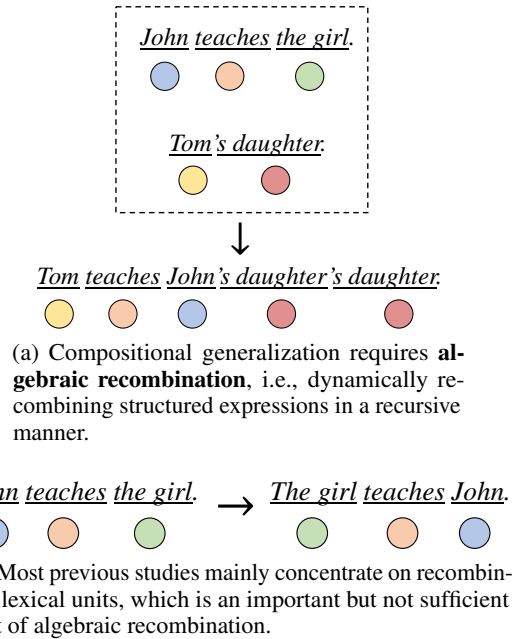 John teaches the girl.
Tom's daughter.
Tom teaches John's daughter's daughter.
(a) Compositional generalization requires al-
gebraic recombination, i.e., dynamically re-
combining structured expressions in a recursive
manner.
teaches the girl. → The girl teaches John.
Most previous studies mainly concentrate on recombin-
lexical units, which is an important but not sufficient
of algebraic recombination.